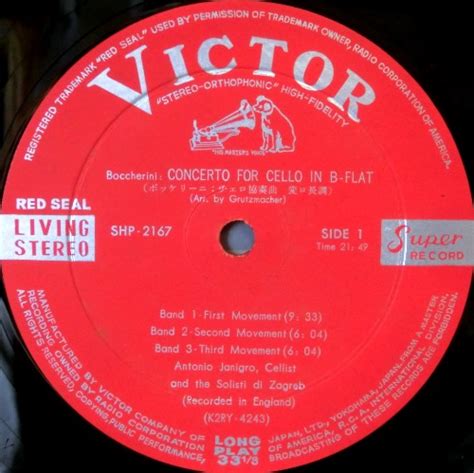 REGISTERED TRADEMARK "RED SEAL" USED BY PERMISSION OF TRADEMARK OWNER, RADIO CORPORATION OF AMERICA.
VICTOR
"STEREO-ORTHOPHONIC" HIGH-FIDELITY
"HIS MASTER'S VOICE"
Boccherini: CONCERTO FOR CELLO IN B-FLAT
(ボッケリーニ:チェロ協奏曲 変ロ長調)
(Arr. by Grutzmacher)
RED SEAL
LIVING STEREO
SHP-2167
SIDE 1
Time 21:49
Super
RECORD
Band 1-First Movement (9:33)
Band 2-Second Movement (6:04)
Band 3-Third Movement (6:04)
Antonio Janigro, Cellist
and the Solisti di Zagreb
(Recorded in England)
(K2RY-4243)
LONG PLAY 33 1/3
MANUFACTURED BY VICTOR COMPANY OF JAPAN, LTD., YOKOHAMA, JAPAN, FROM A MASTER
RECORDING OWNED BY RADIO CORPORATION OF AMERICA, R.C.A. INTERNATIONAL DIVISION,
ALL RIGHTS RESERVED, COPYING, PUBLIC PERFORMANCE, BROADCASTING OF THESE RECORDS ARE FORBIDDEN.